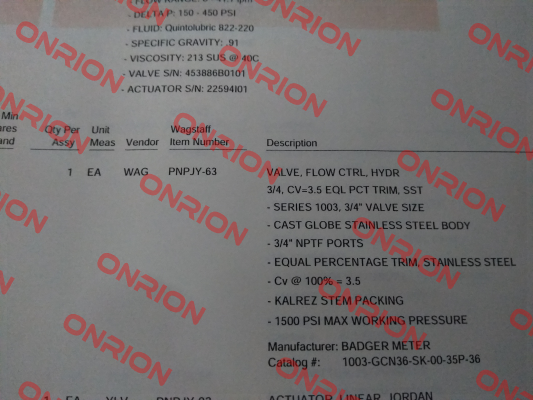 - DELTA P: 150 - 450 PSI
- FLUID: Quintolubric 822-220
- SPECIFIC GRAVITY: .91
- VISCOSITY: 213 SUS @ 40C
- VALVE S/N: 453886B0101
- ACTUATOR S/N: 22594I01
Min
Qty Per Unit Wagstaff
Assy Meas Vendor Item Number Description
1 EA WAG PNPJY-63 VALVE, FLOW CTRL, HYDR
3/4, CV=3.5 EQL PCT TRIM, SST
- SERIES 1003, 3/4" VALVE SIZE
- CAST GLOBE STAINLESS STEEL BODY
- 3/4" NPTF PORTS
- EQUAL PERCENTAGE TRIM, STAINLESS STEEL
- Cv @ 100% = 3.5
- KALREZ STEM PACKING
- 1500 PSI MAX WORKING PRESSURE
Manufacturer: BADGER METER
Catalog #: 1003-GCN36-SK-00-35P-36
ACTUATOR, LINEAR, JORDAN
ONRION